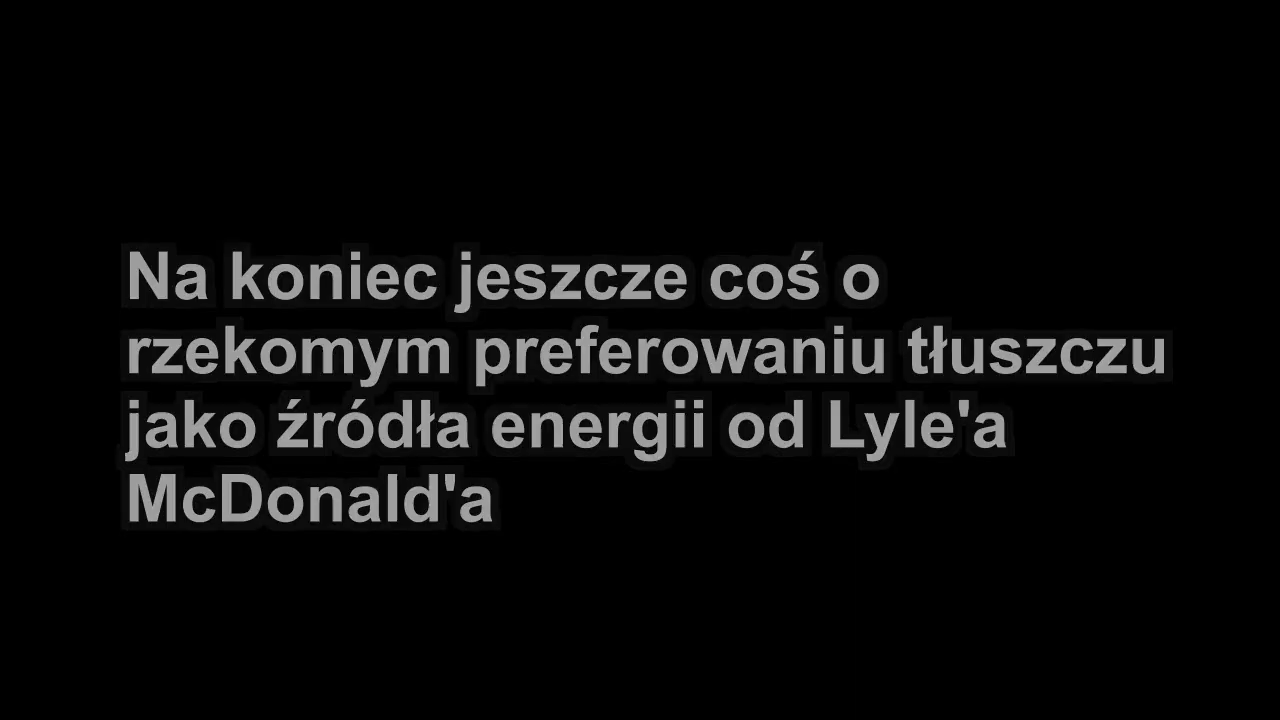 Na koniec jeszcze coś o
rzekomym preferowaniu tłuszczu
jako źródła energii od Lyle'a
McDonald'a